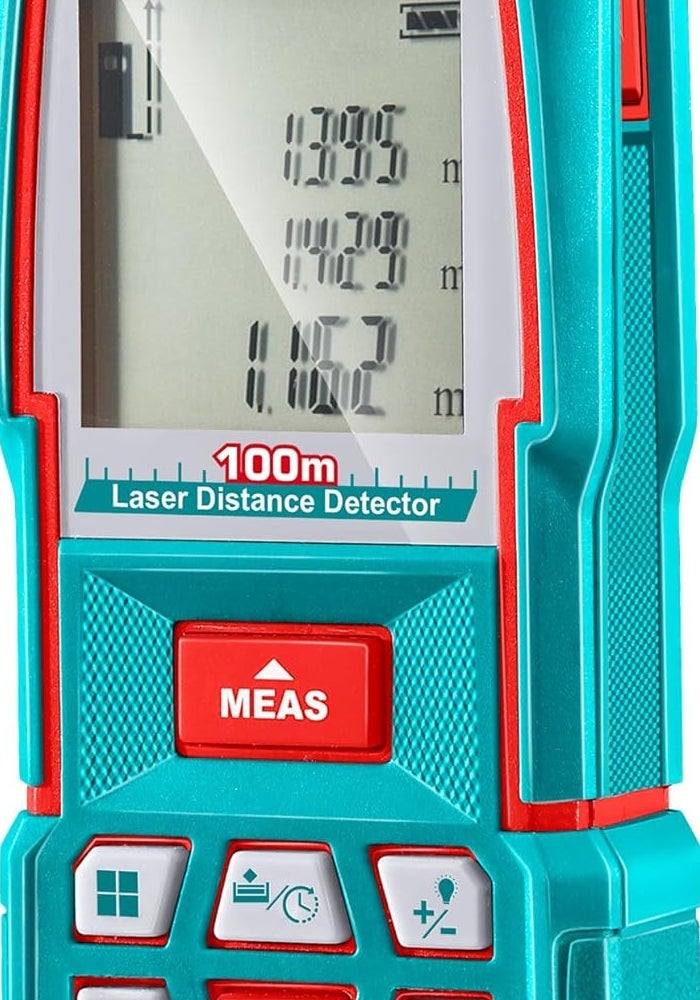 1.395 m
1.429 m
1.162 m
100m
Laser Distance Detector
MEAS
+/-